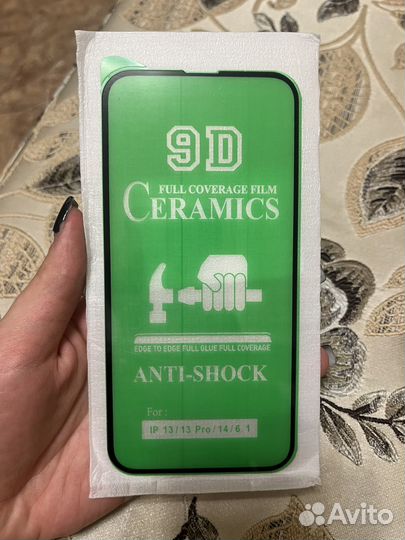 9D
FULL COVERAGE FILM
CERAMICS
EDGE TO EDGE FULL GLUE FULL COVERAGE
ANTI-SHOCK
For :
IP 13/13 Pro/14/6.1
Avito